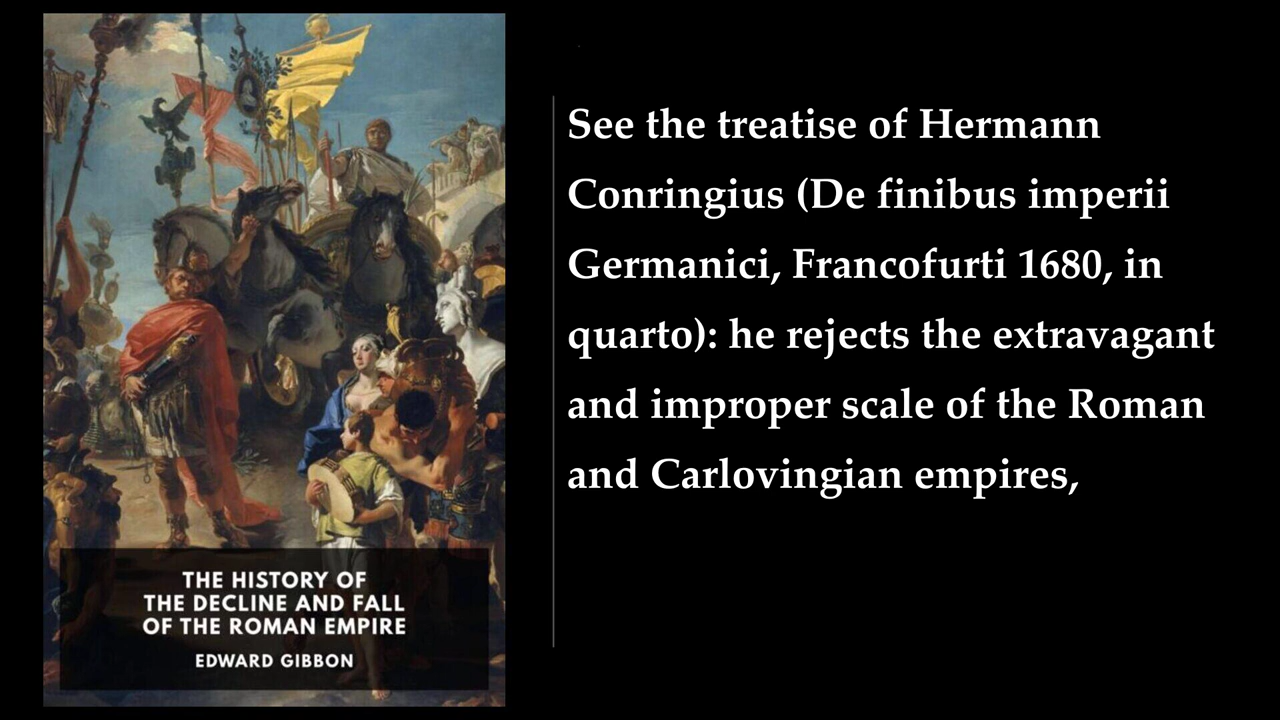 THE HISTORY OF
THE DECLINE AND FALL
OF THE ROMAN EMPIRE
EDWARD GIBBON
See the treatise of Hermann
Conringius (De finibus imperii
Germanici, Francofurti 1680, in
quarto): he rejects the extravagant
and improper scale of the Roman
and Carlovingian empires,